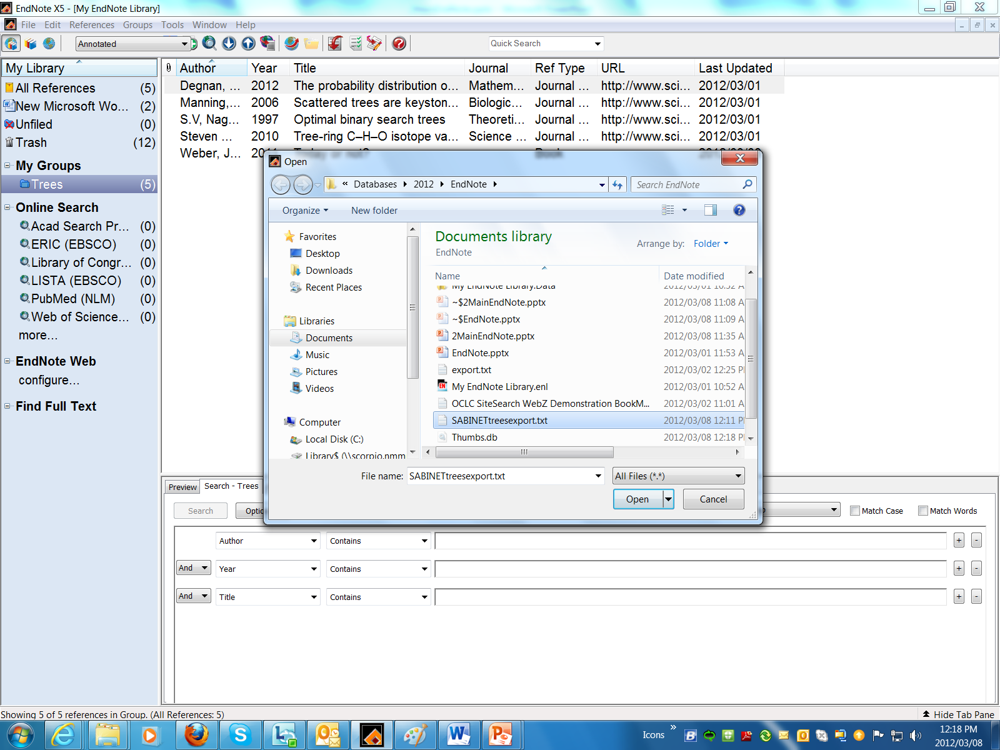 EndNote X5 - [My EndNote Library]
File Edit References Groups Tools Window Help
Annotated Quick Search
My Library
All References (5)
New Microsoft Wo... (2)
Unfiled (0)
Trash (12)
My Groups
Trees (5)
Online Search
Acad Search Pr... (0)
ERIC (EBSCO) (0)
Library of Congr... (0)
LISTA (EBSCO) (0)
PubMed (NLM) (0)
Web of Science... (0)
more...
EndNote Web
configure...
Find Full Text
Author Year Title Journal Ref Type URL Last Updated
Degnan, ... 2012 The probability distribution o... Mathem... Journal ... http://www.sci... 2012/03/01
Manning,... 2006 Scattered trees are keyston... Biologic... Journal ... http://www.sci... 2012/03/01
S.V, Nag... 1997 Optimal binary search trees Theoreti... Journal ... http://www.sci... 2012/03/01
Steven ... 2010 Tree-ring C–H–O isotope va... Science ... Journal ... http://www.sci... 2012/03/01
Weber, J... Book
Open
« Databases 2012 EndNote Search EndNote
Organize New folder
Favorites
Desktop
Downloads
Recent Places
Libraries
Documents
Music
Pictures
Videos
Computer
Local Disk (C:)
Library$ (\\scorpio.nmm
Documents library
EndNote
Arrange by: Folder
Name Date modified
My EndNote Library.Data 2012/03/01 10:52 A
~$2MainEndNote.pptx 2012/03/08 11:08 A
~$EndNote.pptx 2012/03/08 11:09 A
2MainEndNote.pptx 2012/03/08 11:35 A
EndNote.pptx 2012/03/01 11:53 A
export.txt 2012/03/02 12:25 P
My EndNote Library.enl 2012/03/01 10:52 A
OCLC SiteSearch WebZ Demonstration BookM... 2012/03/02 11:01 A
SABINETtreesexport.txt 2012/03/08 12:11 P
Thumbs.db 2012/03/08 12:18 P
File name: SABINETtreesexport.txt All Files (*.*)
Open Cancel
Preview Search - Trees
Search Optio Match Case Match Words
Author Contains + -
And Year Contains + -
And Title Contains + -
Showing 5 of 5 references in Group. (All References: 5) Hide Tab Pane
Icons » 12:18 PM
2012/03/08